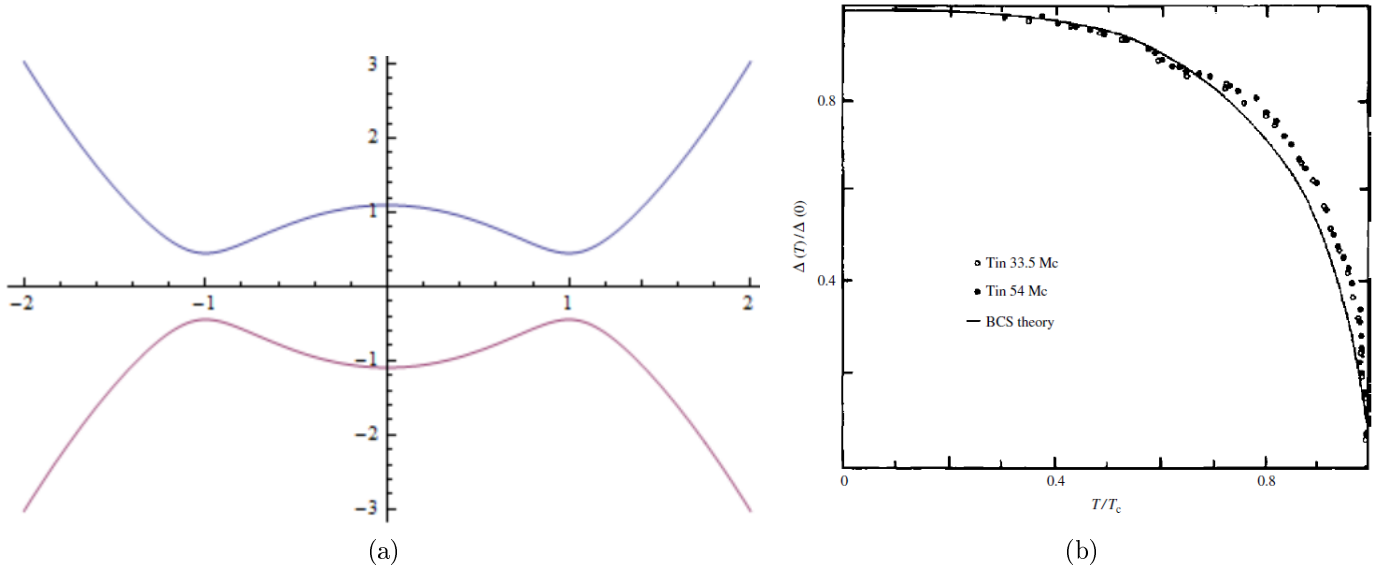 3
2
1
−2
−1
1
2
−1
−2
−3
(a)
0.8
0.4
Δ(T)/Δ(0)
Tin 33.5 Mc
Tin 54 Mc
BCS theory
0
0.4
0.8
T/Tc
(b)